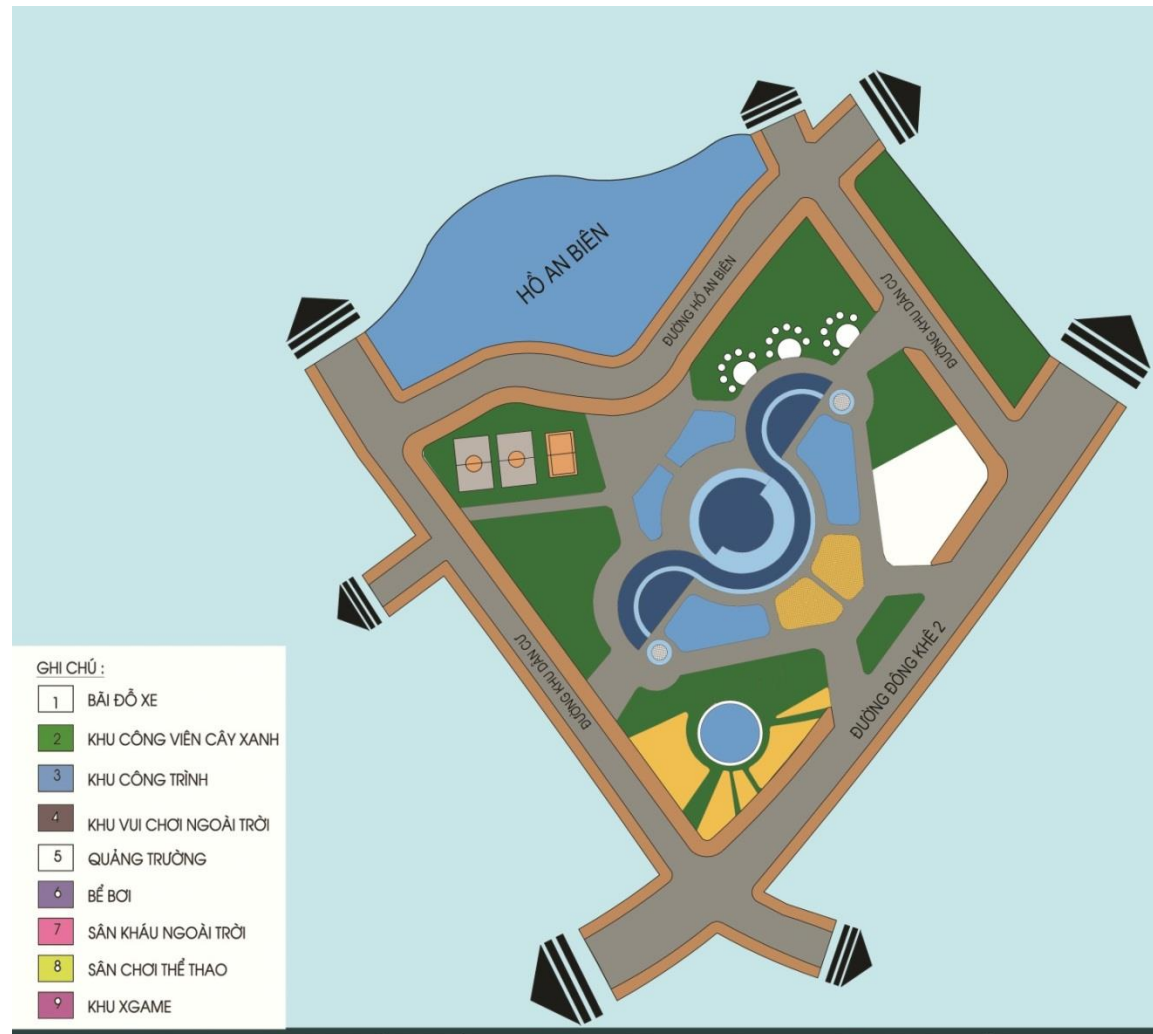 HỒ AN BIÊN
ĐƯỜNG HỒ AN BIÊN
ĐƯỜNG KHU DÂN CƯ
ĐƯỜNG KHU DÂN CƯ
ĐƯỜNG ĐÔNG KHÊ 2
GHI CHÚ :
1 BÃI ĐỖ XE
2 KHU CÔNG VIÊN CÂY XANH
3 KHU CÔNG TRÌNH
4 KHU VUI CHƠI NGOÀI TRỜI
5 QUẢNG TRƯỜNG
6 BỂ BƠI
7 SÂN KHẤU NGOÀI TRỜI
8 SÂN CHƠI THỂ THAO
9 KHU XGAME